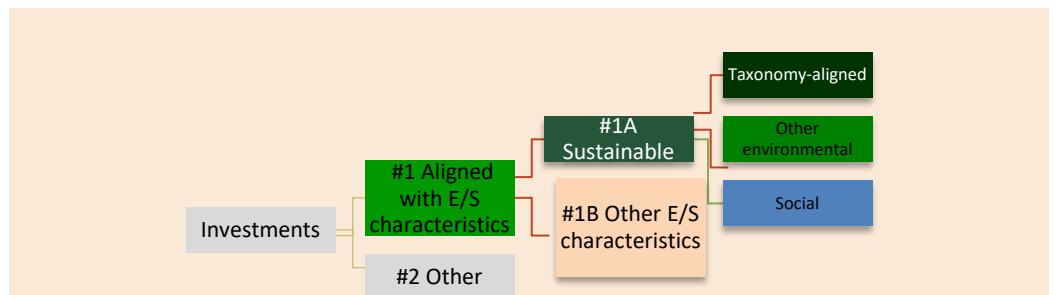 Investments
#1 Aligned
with E/S
characteristics
#2 Other
#1A
Sustainable
#1B Other E/S
characteristics
Taxonomy-aligned
Other
environmental
Social